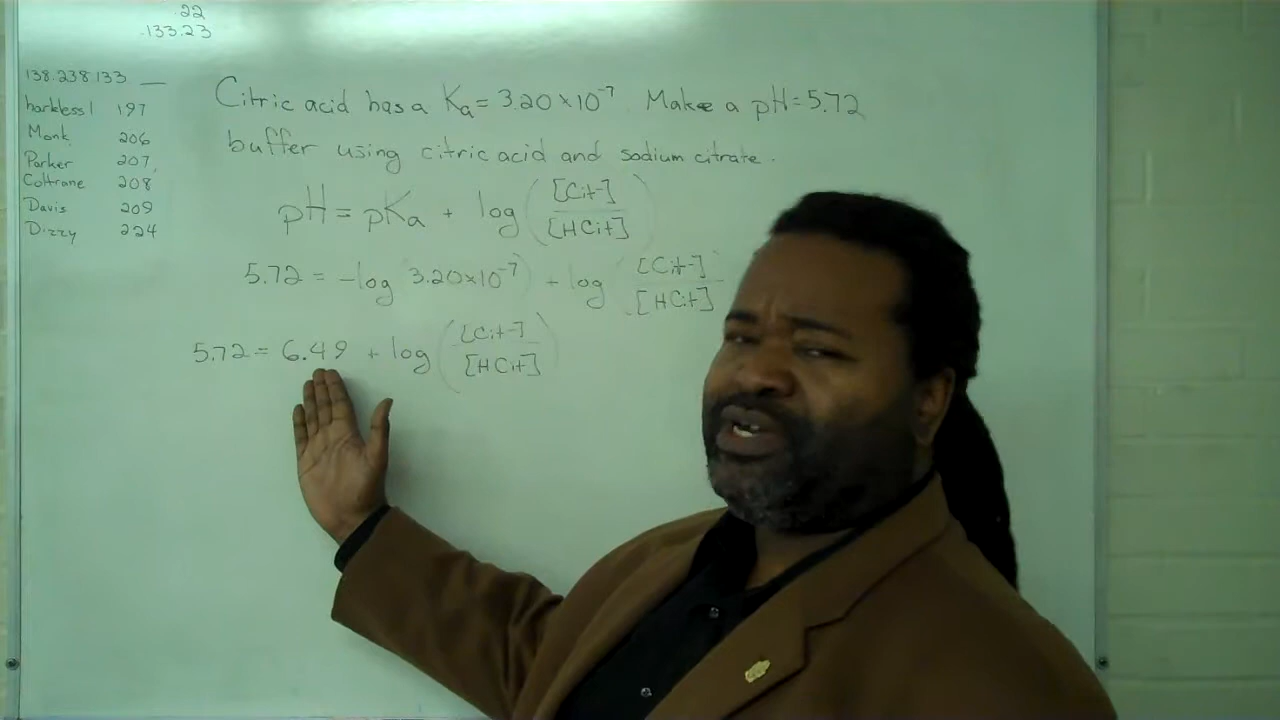 .22
.133.23
138.238.133 __
harkless1 197
Monk 206
Parker 207,
Coltrane 208
Davis 209
Dizzy 224
Citric acid has a Ka = 3.20×10⁻⁷ Make a pH = 5.72
buffer using citric acid and sodium citrate.
pH = pKa + log ([Cit-]/[HCit])
5.72 = -log 3.20×10⁻⁷) + log ([Cit-]/[HCit]
5.72 = 6.49 + log ([Cit-]/[HCit])